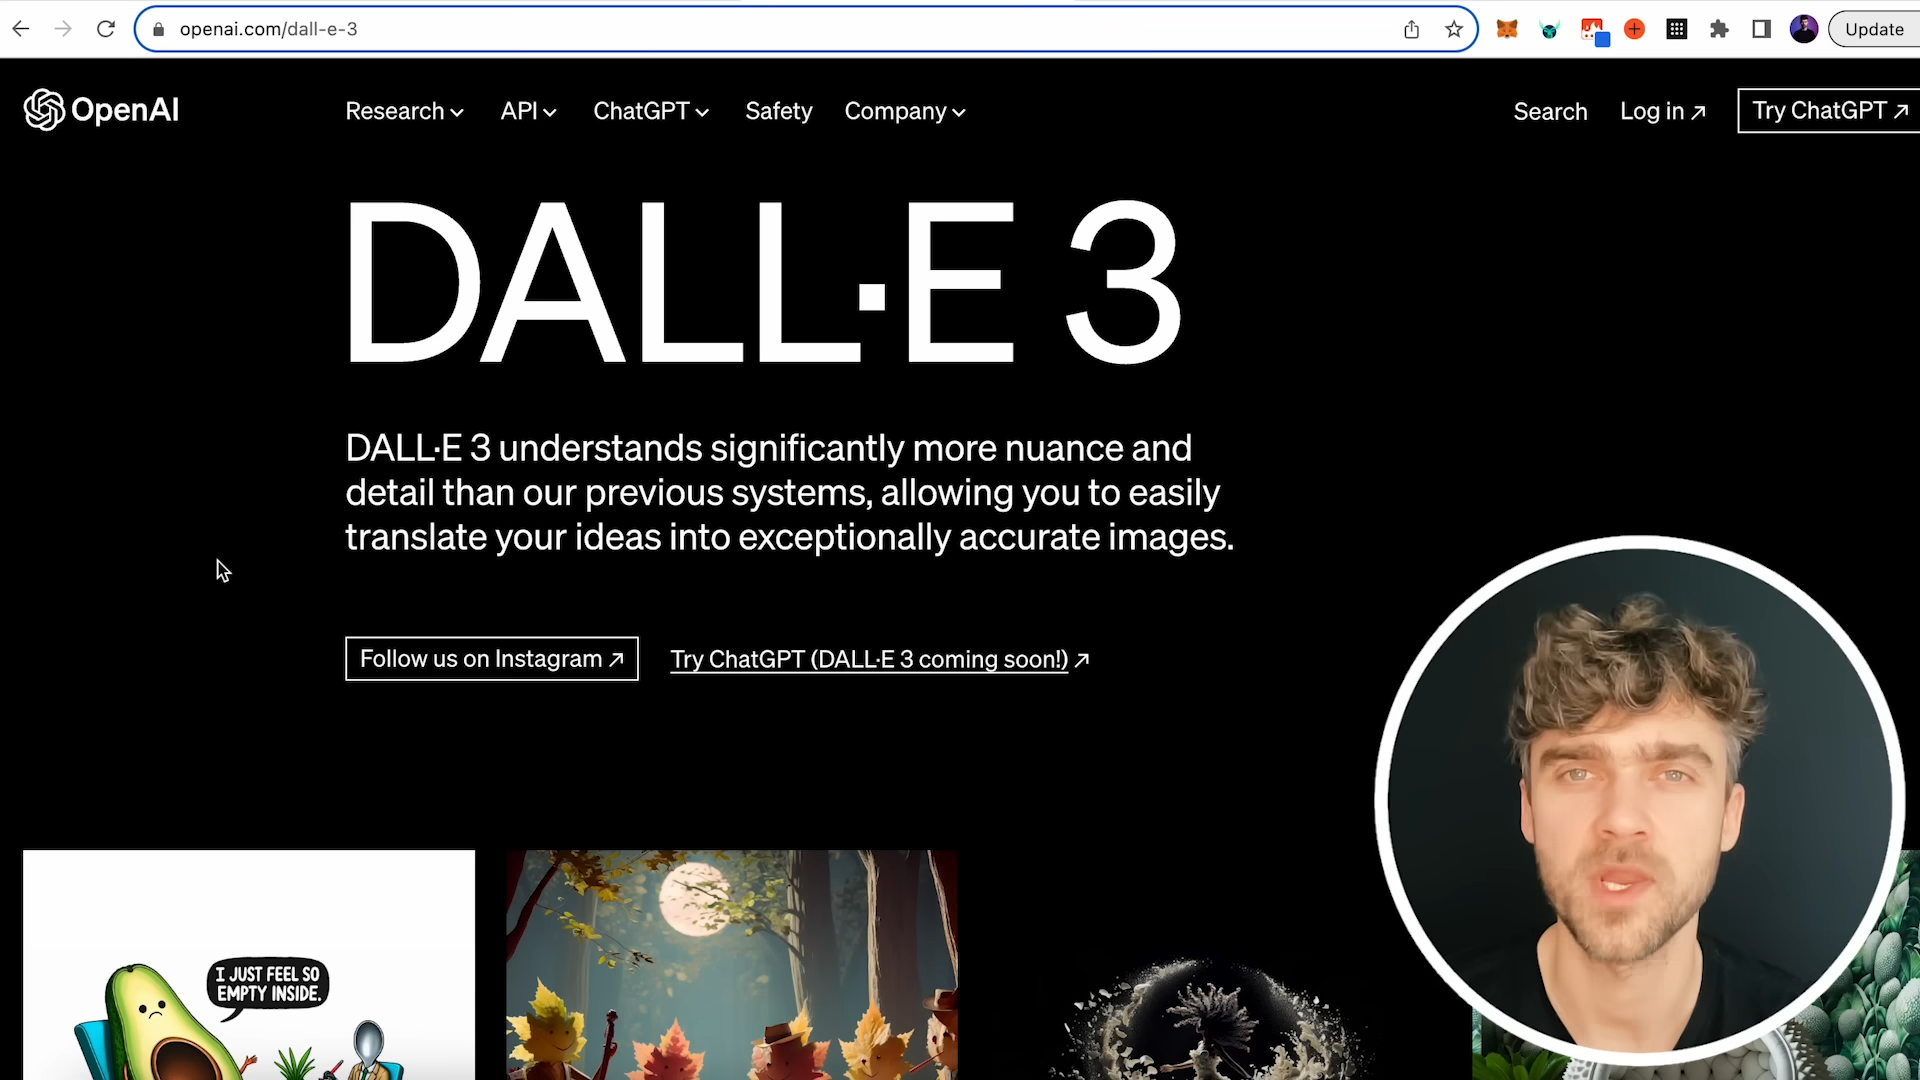 openai.com/dall-e-3
Update
OpenAI
Research
API
ChatGPT
Safety
Company
Search
Log in ↗
Try ChatGPT ↗
DALL·E 3
DALL·E 3 understands significantly more nuance and
detail than our previous systems, allowing you to easily
translate your ideas into exceptionally accurate images.
Follow us on Instagram ↗
Try ChatGPT (DALL·E 3 coming soon!) ↗
I JUST FEEL SO
EMPTY INSIDE.